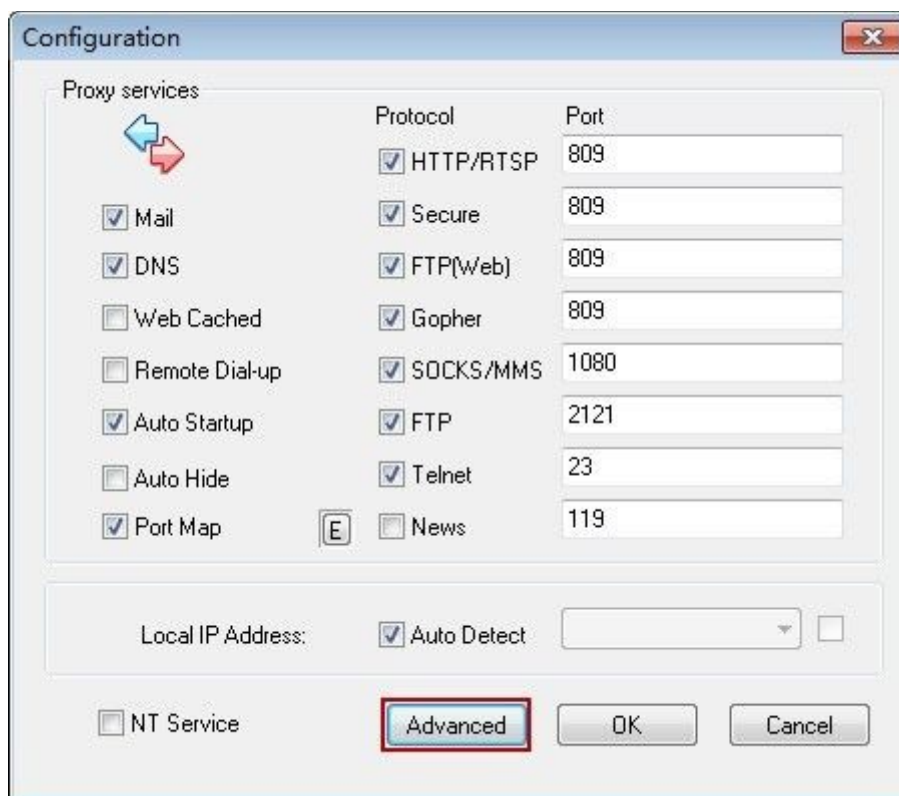 Configuration
Proxy services
Protocol Port
HTTP/RTSP 809
Mail Secure 809
DNS FTP(Web) 809
Web Cached Gopher 809
Remote Dial-up SOCKS/MMS 1080
Auto Startup FTP 2121
Auto Hide Telnet 23
Port Map E News 119
Local IP Address: Auto Detect
NT Service Advanced OK Cancel